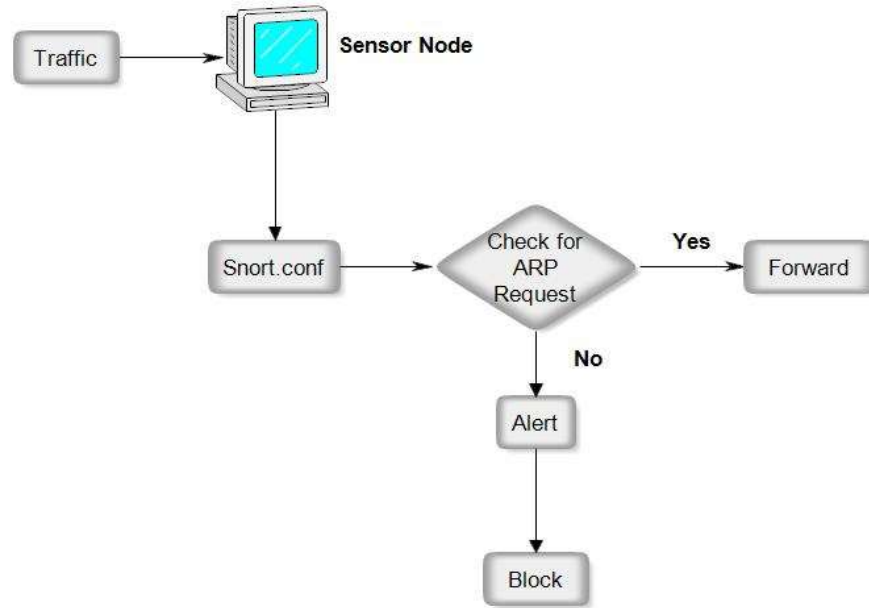 Traffic
Sensor Node
Snort.conf
Check for
ARP
Request
Yes
Forward
No
Alert
Block